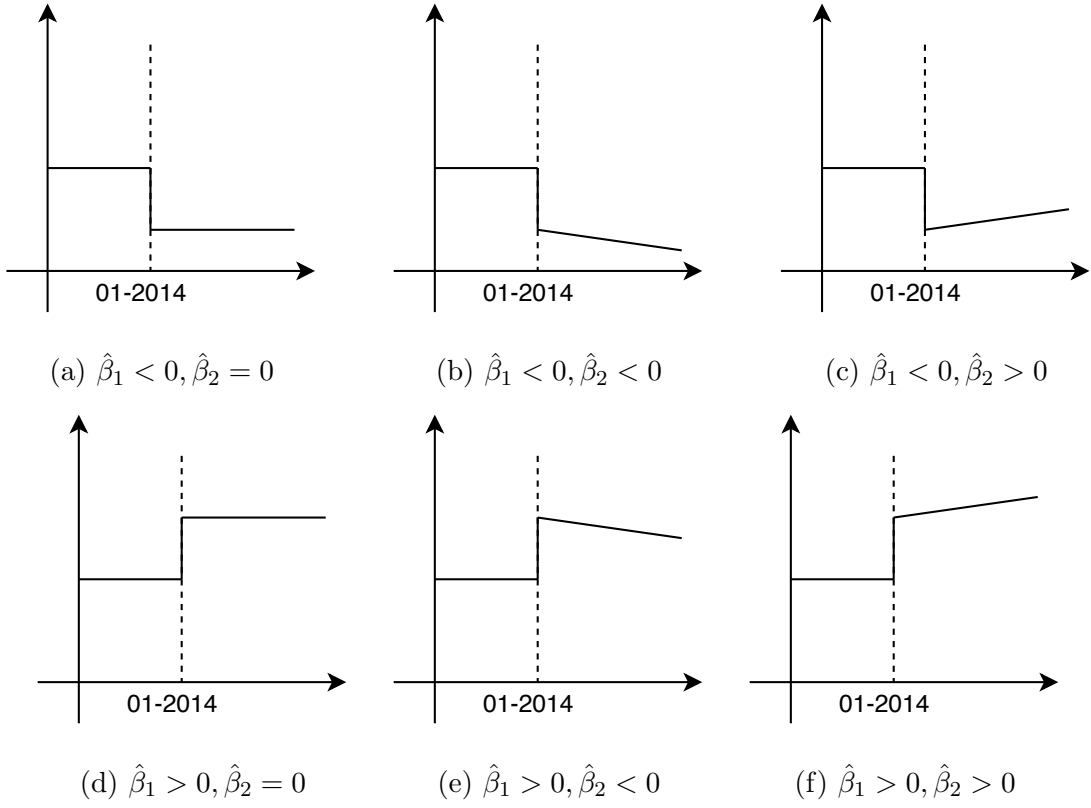 01-2014 01-2014 01-2014
(a) β̂₁ < 0, β̂₂ = 0 (b) β̂₁ < 0, β̂₂ < 0 (c) β̂₁ < 0, β̂₂ > 0
01-2014 01-2014 01-2014
(d) β̂₁ > 0, β̂₂ = 0 (e) β̂₁ > 0, β̂₂ < 0 (f) β̂₁ > 0, β̂₂ > 0